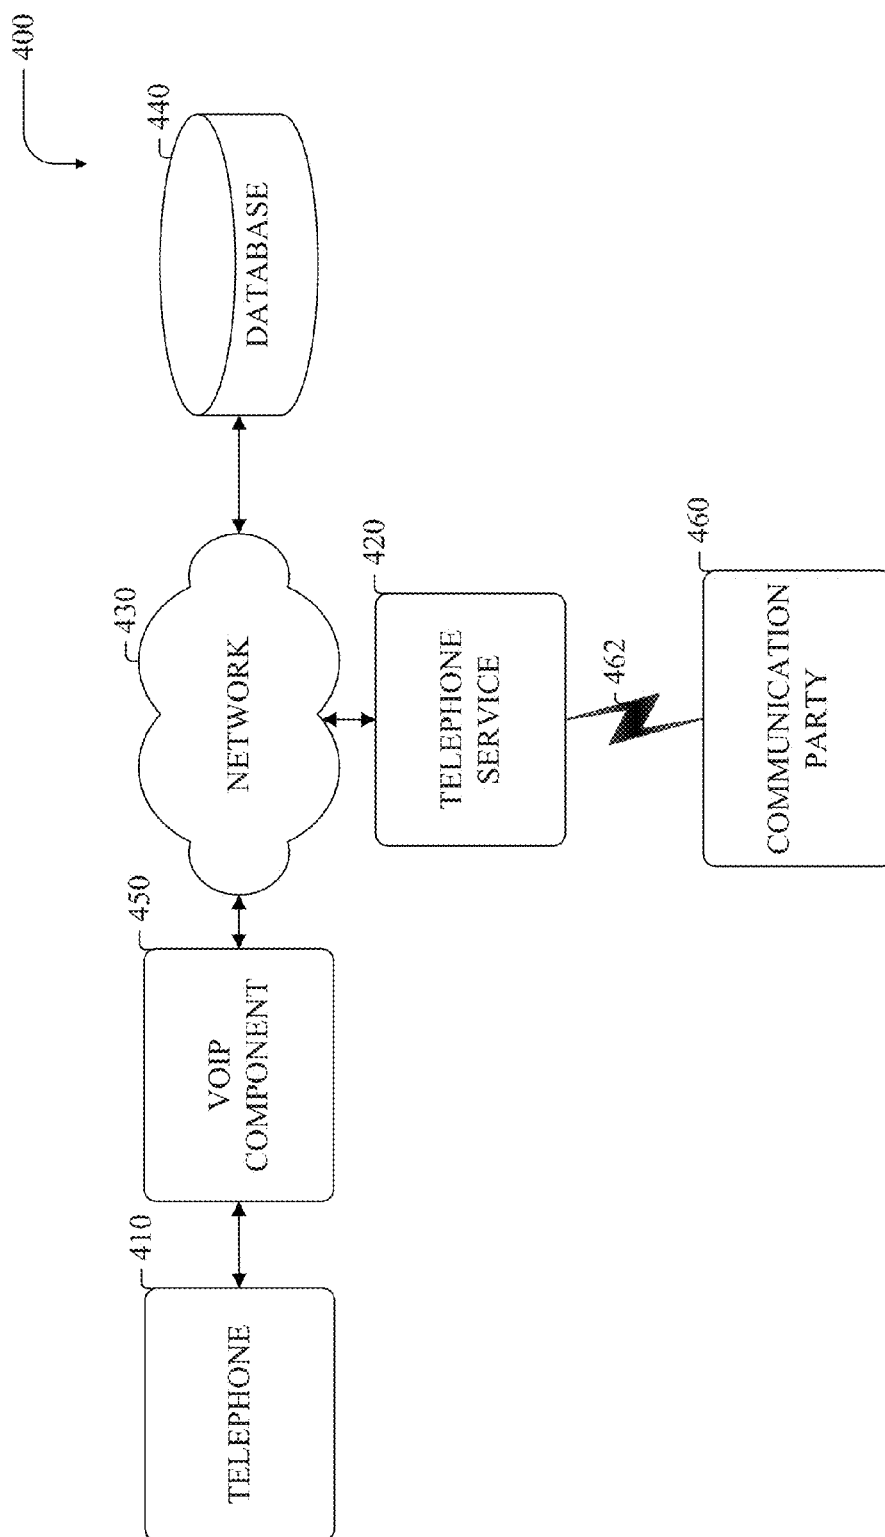 400
410
TELEPHONE
450
VOIP
COMPONENT
430
NETWORK
440
DATABASE
420
TELEPHONE
SERVICE
462
460
COMMUNICATION
PARTY